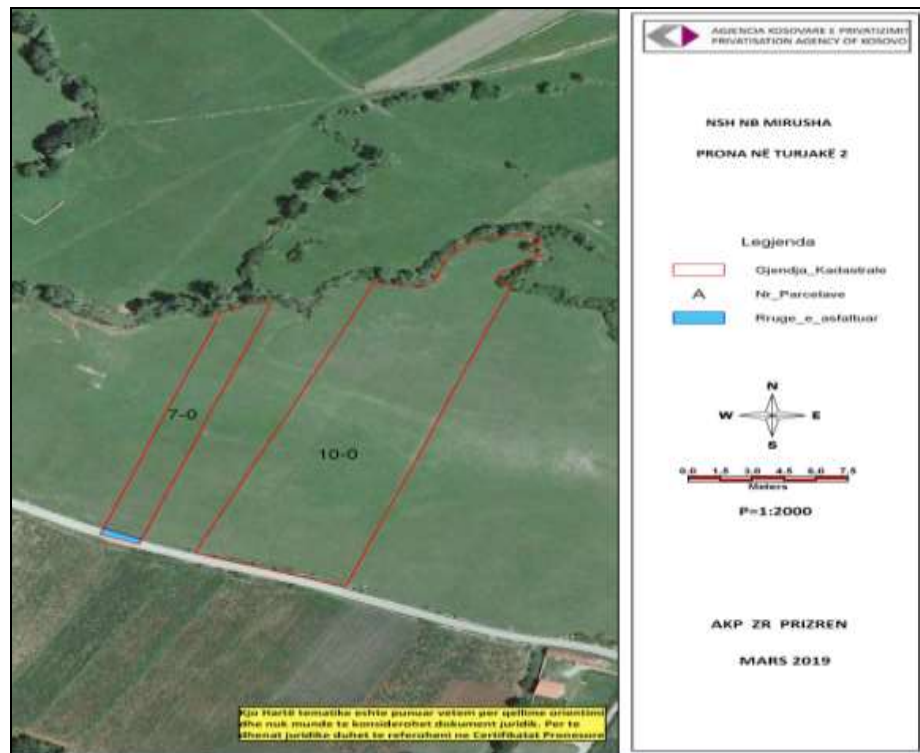 7-0
10-0
Kjo Hartë tematike eshte punuar vetem per qellime orientimi
dhe nuk munde te konsiderohet dokument juridik. Per te
dhenat juridike duhet te referoheni ne Certifikatat Pronesore
AGJENCIA KOSOVARE E PRIVATIZIMIT
PRIVATISATION AGENCY OF KOSOVO
NSH NB MIRUSHA
PRONA NË TURJAKË 2
Legjenda
Gjendja_Kadastrale
A Nr_Parcelave
Rruge_e_asfaltuar
N
W E
S
0.0 1.5 3.0 4.5 6.0 7.5
Meters
P=1:2000
AKP ZR PRIZREN
MARS 2019